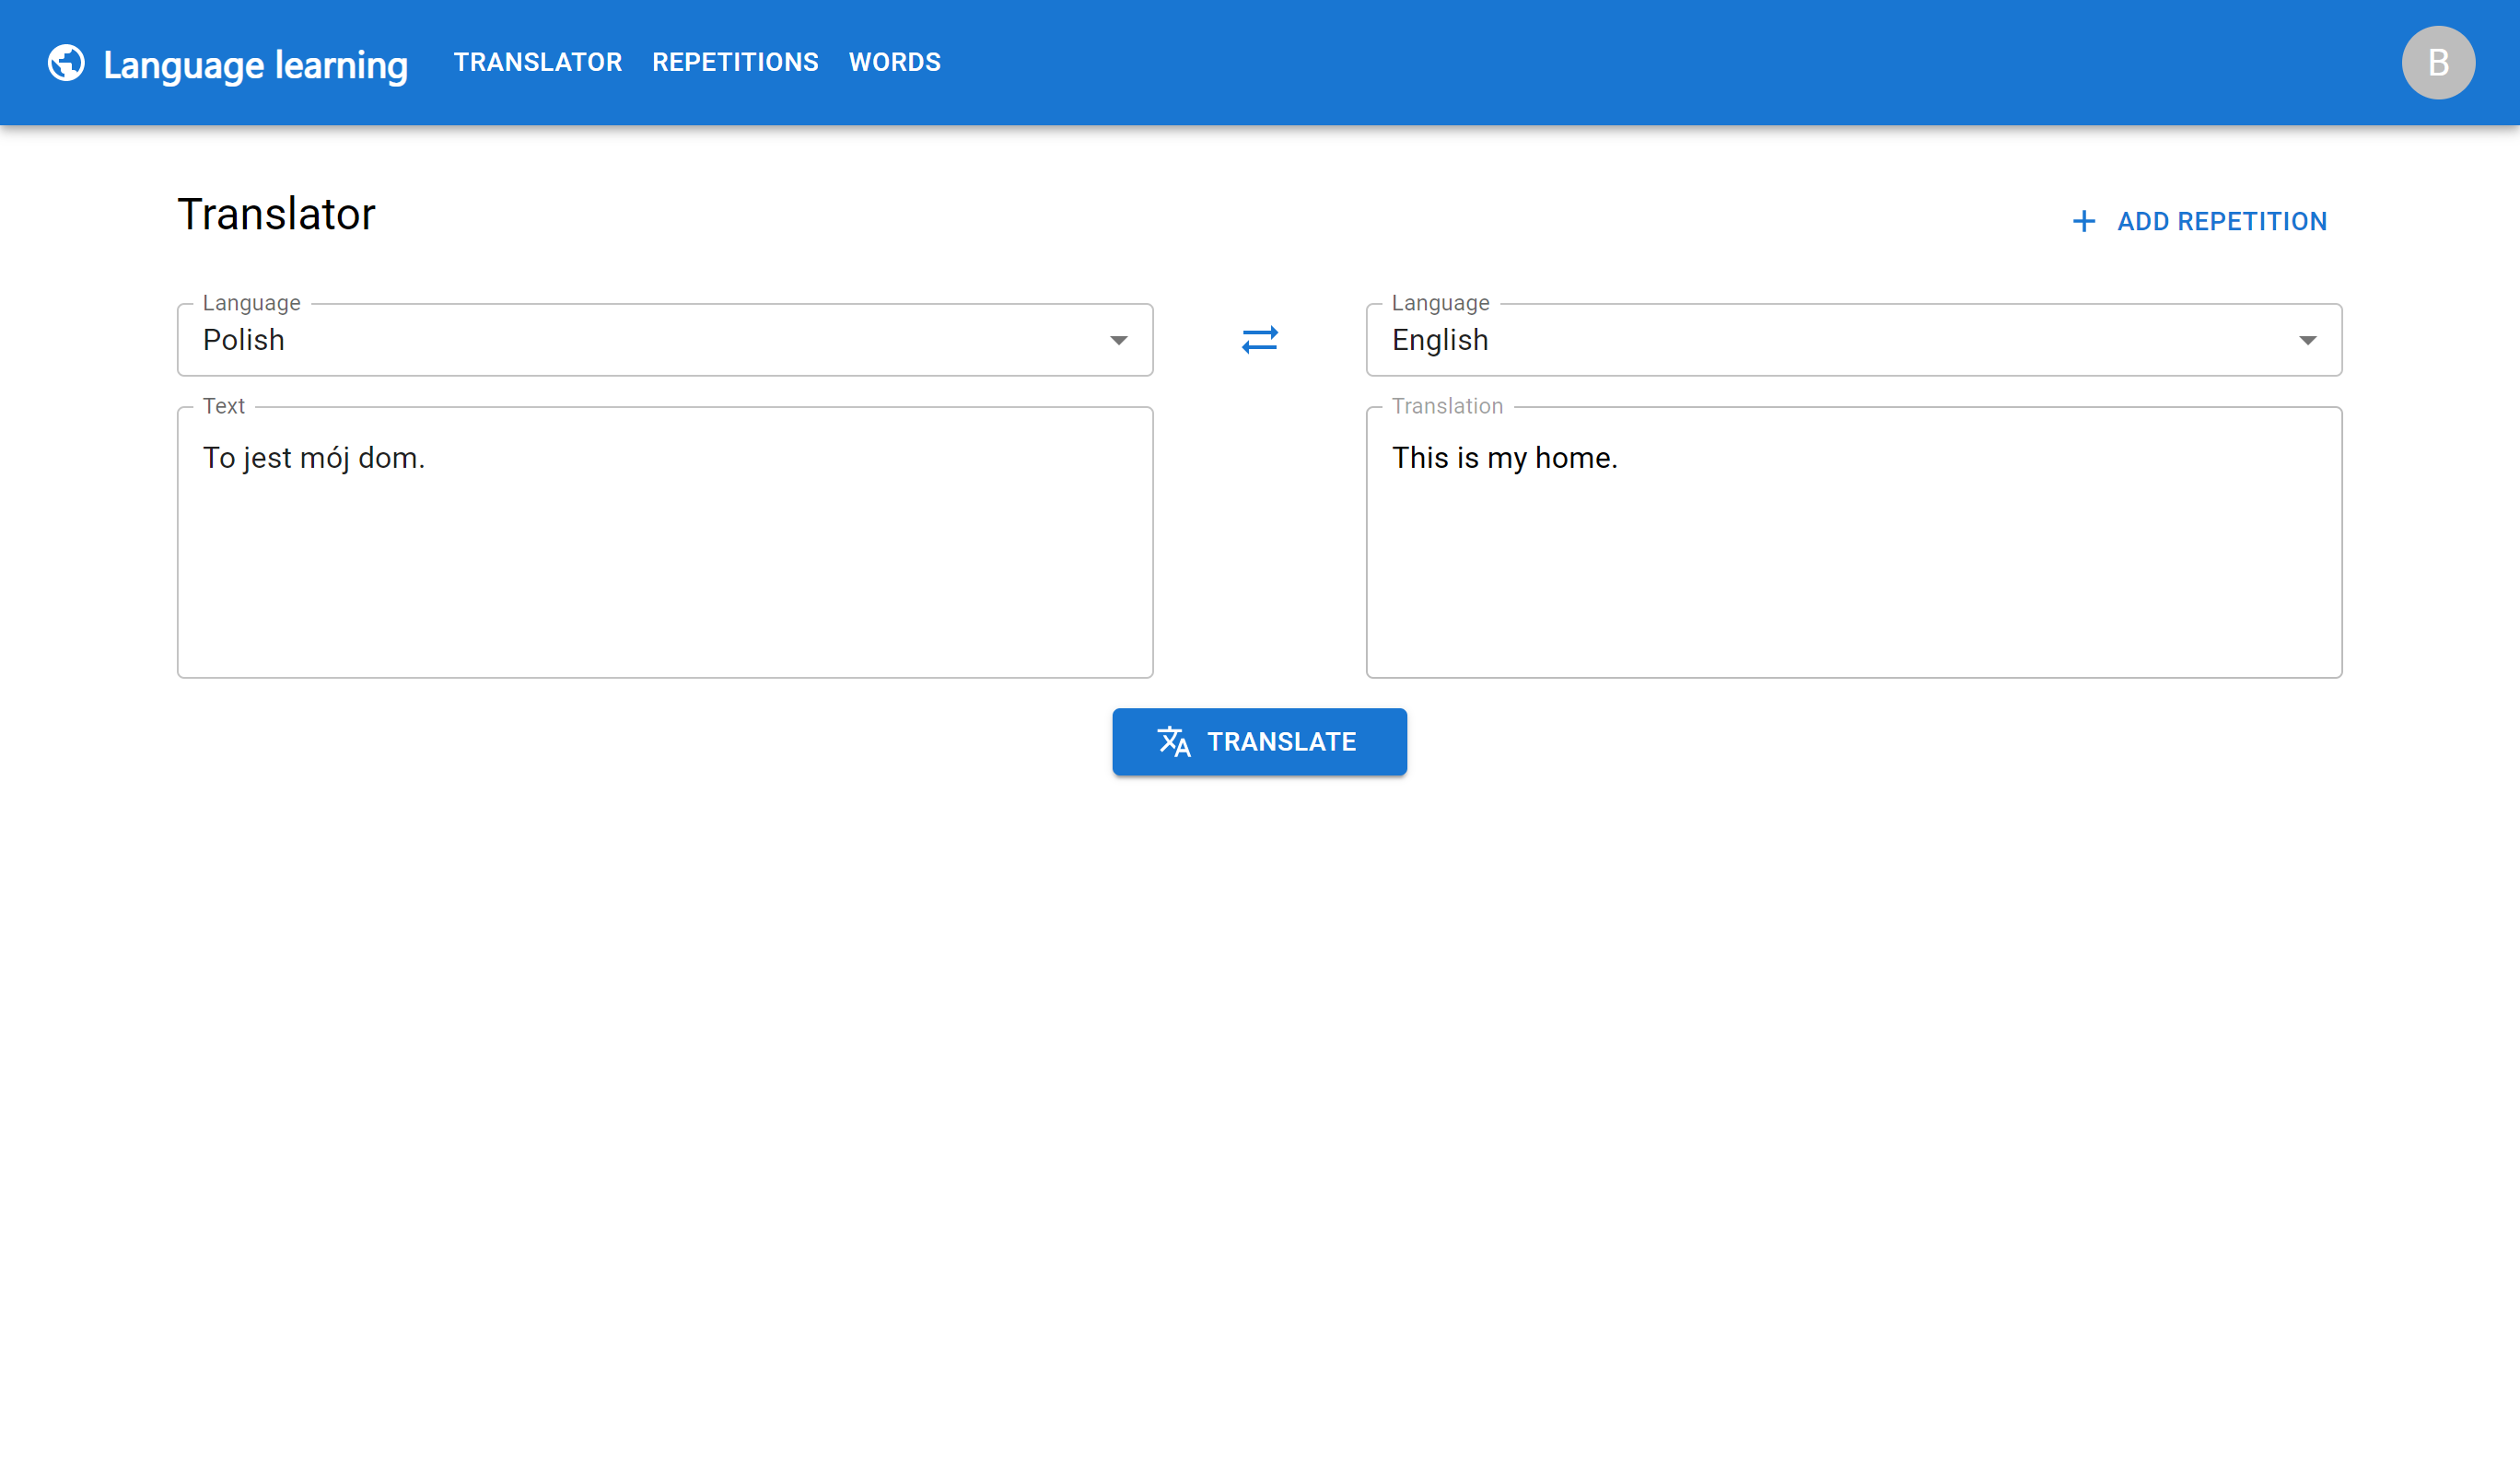 Language learning TRANSLATOR REPETITIONS WORDS B
Translator
ADD REPETITION
Language
Polish
Language
English
Text
To jest mój dom.
Translation
This is my home.
TRANSLATE